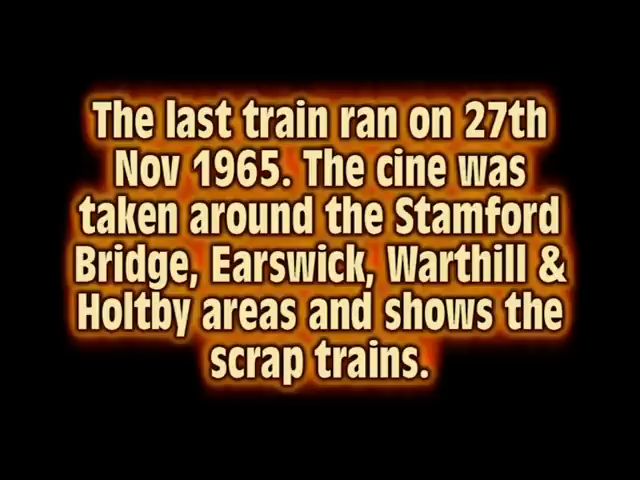 The last train ran on 27th
Nov 1965. The cine was
taken around the Stamford
Bridge, Earswick, Warthill &
Holtby areas and shows the
scrap trains.